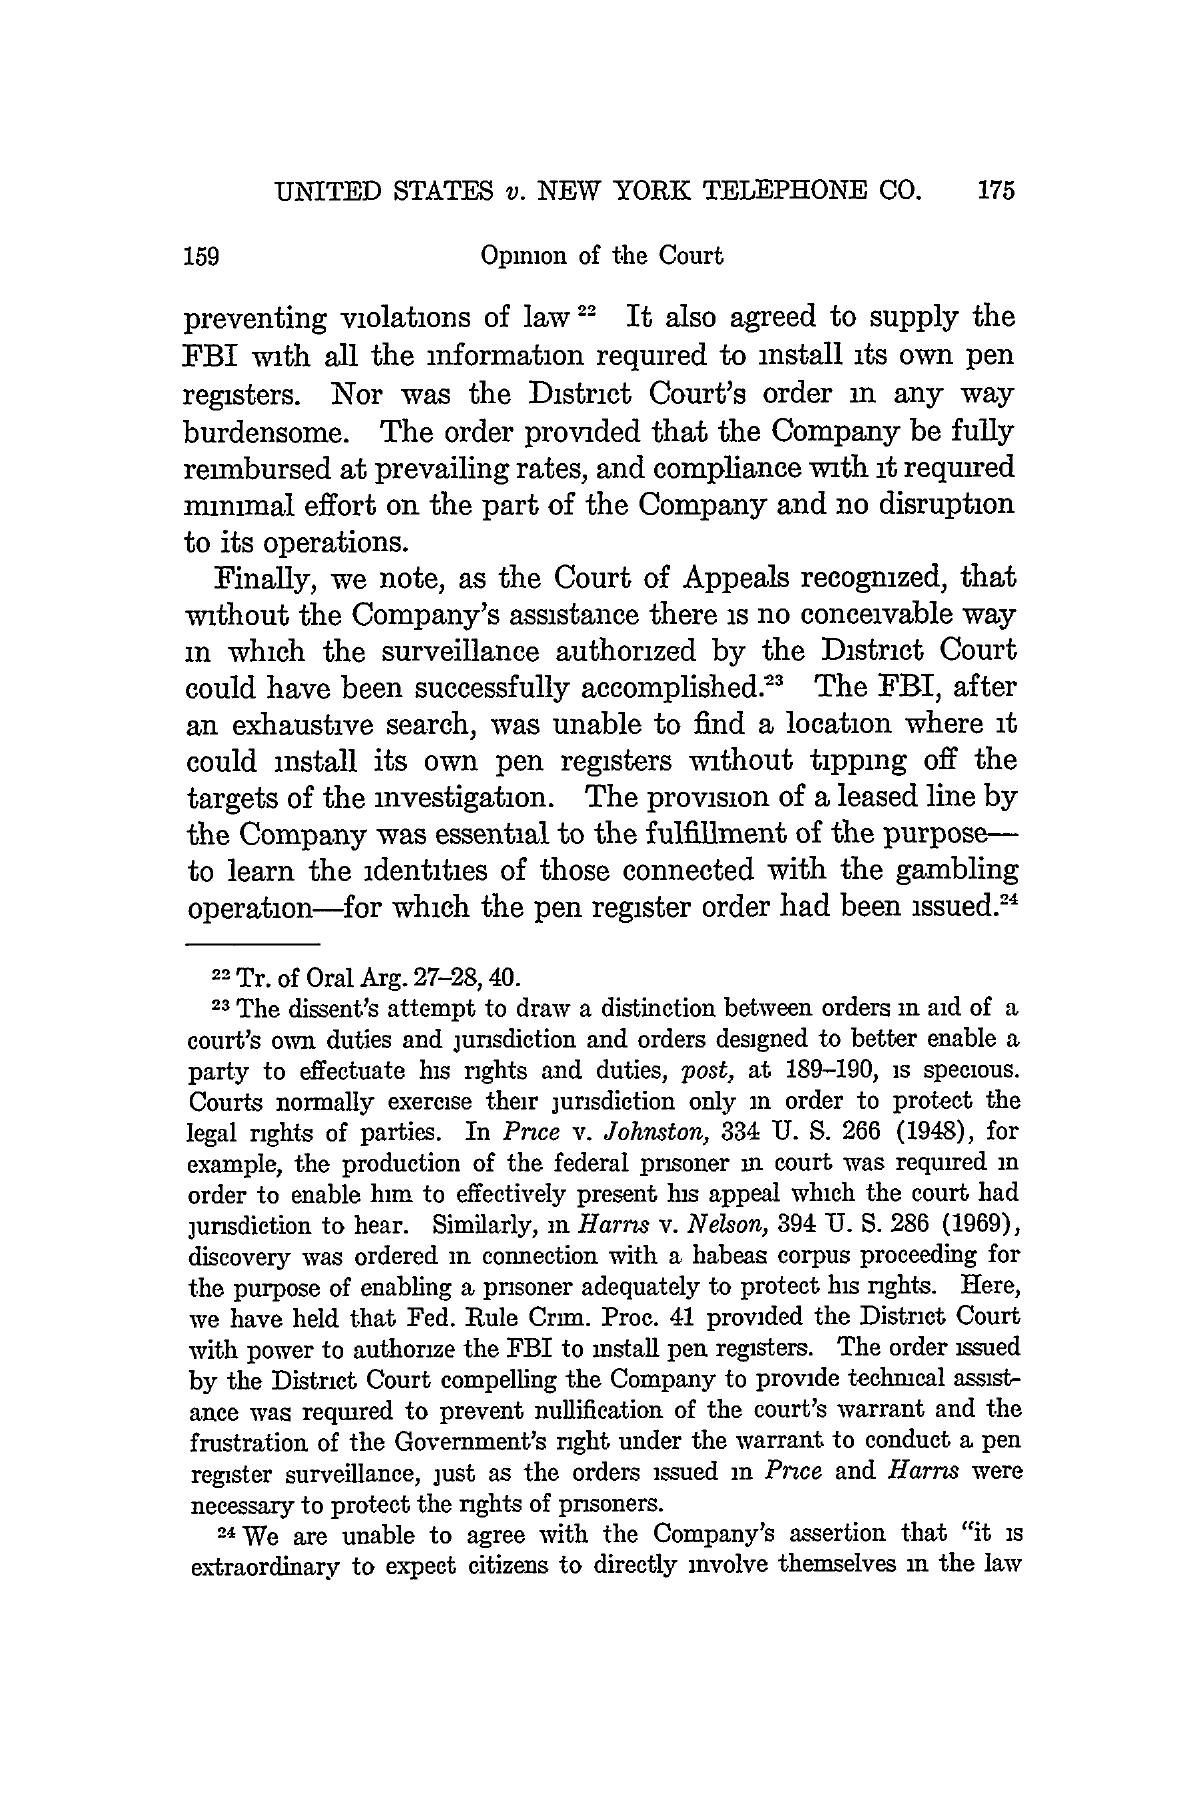 UNITED STATES v. NEW YORK TELEPHONE CO. 175
159 Opinion of the Court
preventing violations of law 22 It also agreed to supply the
FBI with all the information required to install its own pen
registers. Nor was the District Court's order in any way
burdensome. The order provided that the Company be fully
reimbursed at prevailing rates, and compliance with it required
minimal effort on the part of the Company and no disruption
to its operations.
Finally, we note, as the Court of Appeals recognized, that
without the Company's assistance there is no conceivable way
in which the surveillance authorized by the District Court
could have been successfully accomplished.23 The FBI, after
an exhaustive search, was unable to find a location where it
could install its own pen registers without tipping off the
targets of the investigation. The provision of a leased line by
the Company was essential to the fulfillment of the purpose—
to learn the identities of those connected with the gambling
operation—for which the pen register order had been issued.24
22 Tr. of Oral Arg. 27–28, 40.
23 The dissent's attempt to draw a distinction between orders in aid of a
court's own duties and jurisdiction and orders designed to better enable a
party to effectuate his rights and duties, post, at 189–190, is specious.
Courts normally exercise their jurisdiction only in order to protect the
legal rights of parties. In Price v. Johnston, 334 U. S. 266 (1948), for
example, the production of the federal prisoner in court was required in
order to enable him to effectively present his appeal which the court had
jurisdiction to hear. Similarly, in Harris v. Nelson, 394 U. S. 286 (1969),
discovery was ordered in connection with a habeas corpus proceeding for
the purpose of enabling a prisoner adequately to protect his rights. Here,
we have held that Fed. Rule Crim. Proc. 41 provided the District Court
with power to authorize the FBI to install pen registers. The order issued
by the District Court compelling the Company to provide technical assist-
ance was required to prevent nullification of the court's warrant and the
frustration of the Government's right under the warrant to conduct a pen
register surveillance, just as the orders issued in Price and Harris were
necessary to protect the rights of prisoners.
24 We are unable to agree with the Company's assertion that "it is
extraordinary to expect citizens to directly involve themselves in the law